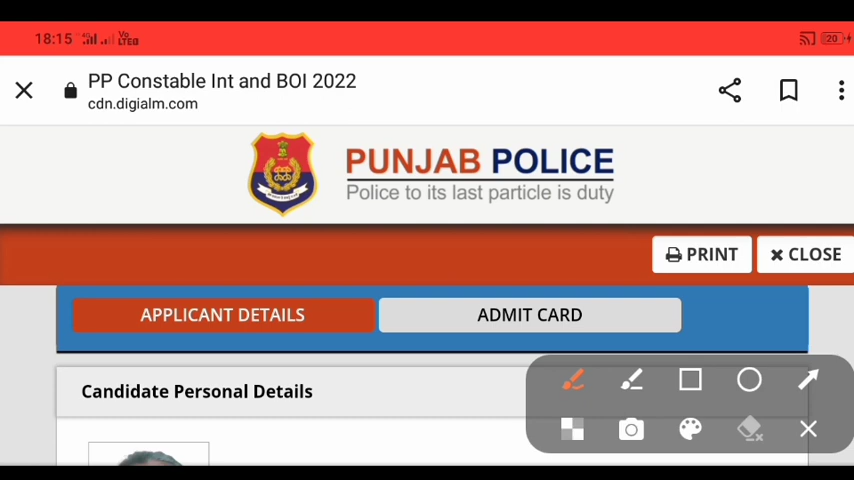 18:15
PP Constable Int and BOI 2022
cdn.digialm.com
PUNJAB POLICE
Police to its last particle is duty
PRINT
CLOSE
APPLICANT DETAILS
ADMIT CARD
Candidate Personal Details